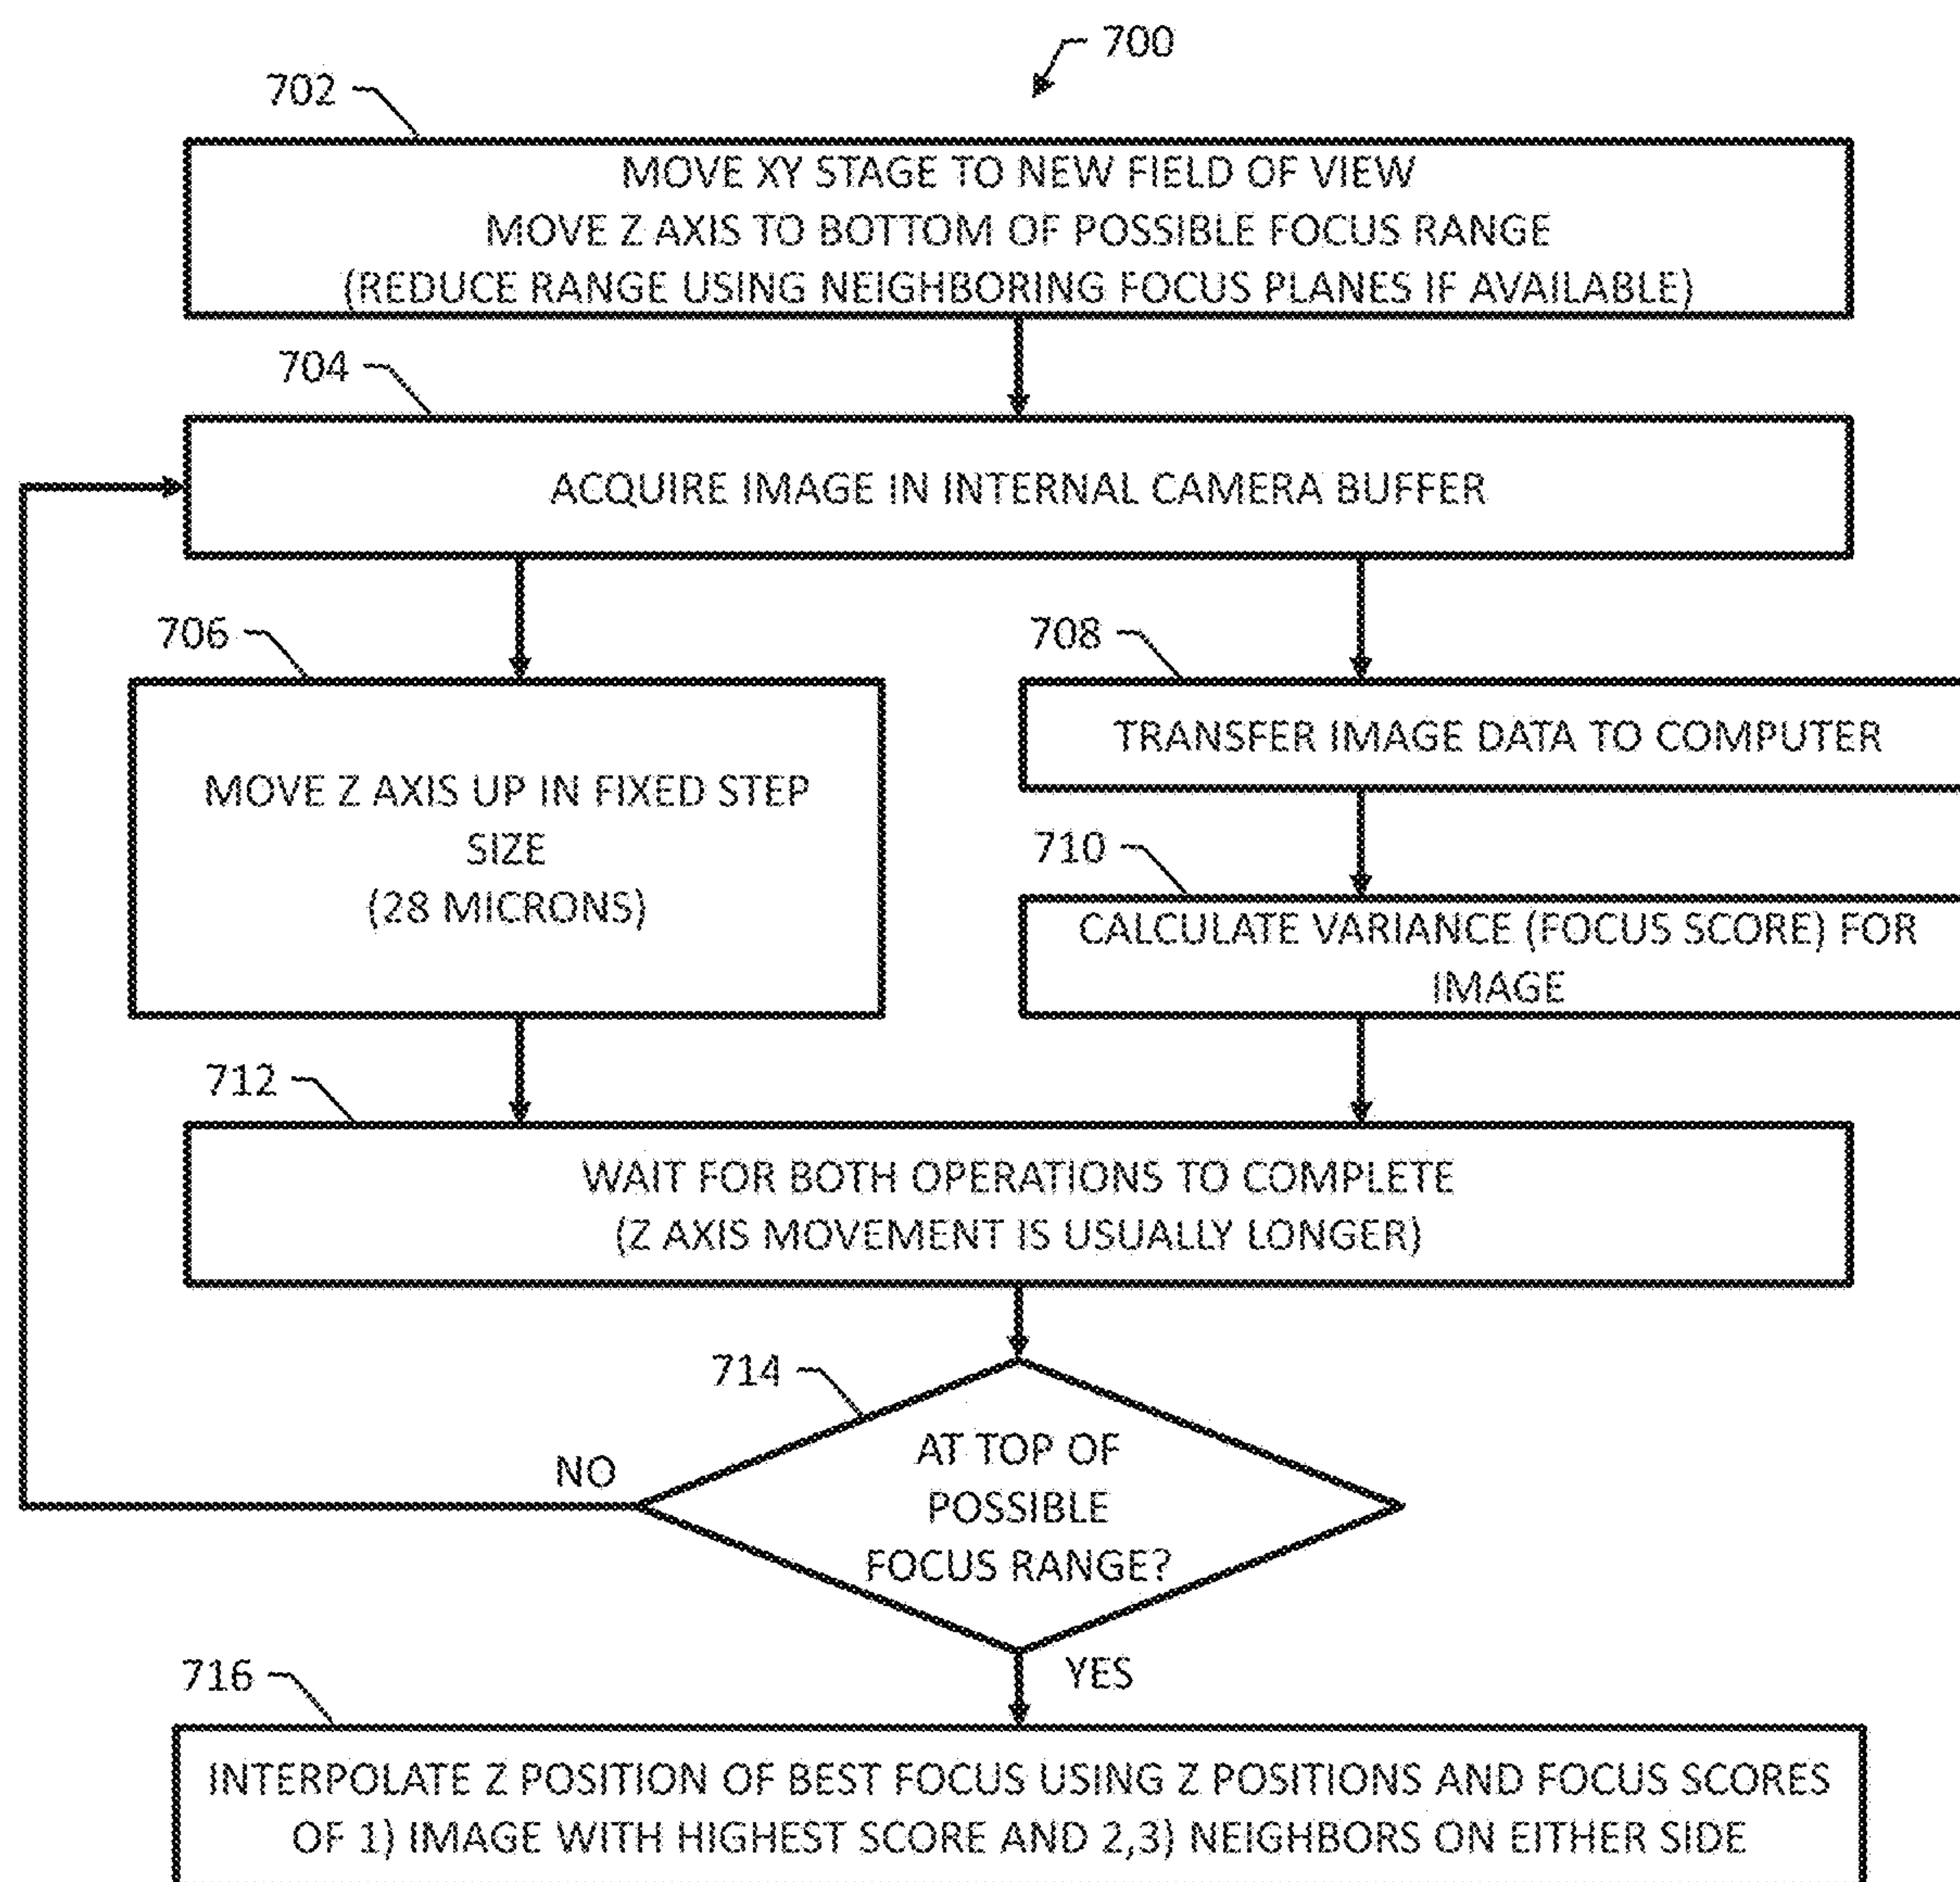 700
702
MOVE XY STAGE TO NEW FIELD OF VIEW
MOVE Z AXIS TO BOTTOM OF POSSIBLE FOCUS RANGE
(REDUCE RANGE USING NEIGHBORING FOCUS PLANES IF AVAILABLE)
704
ACQUIRE IMAGE IN INTERNAL CAMERA BUFFER
706
MOVE Z AXIS UP IN FIXED STEP
SIZE
(28 MICRONS)
708
TRANSFER IMAGE DATA TO COMPUTER
710
CALCULATE VARIANCE (FOCUS SCORE) FOR
IMAGE
712
WAIT FOR BOTH OPERATIONS TO COMPLETE
(Z AXIS MOVEMENT IS USUALLY LONGER)
714
AT TOP OF
POSSIBLE
FOCUS RANGE?
NO
YES
716
INTERPOLATE Z POSITION OF BEST FOCUS USING Z POSITIONS AND FOCUS SCORES
OF 1) IMAGE WITH HIGHEST SCORE AND 2,3) NEIGHBORS ON EITHER SIDE